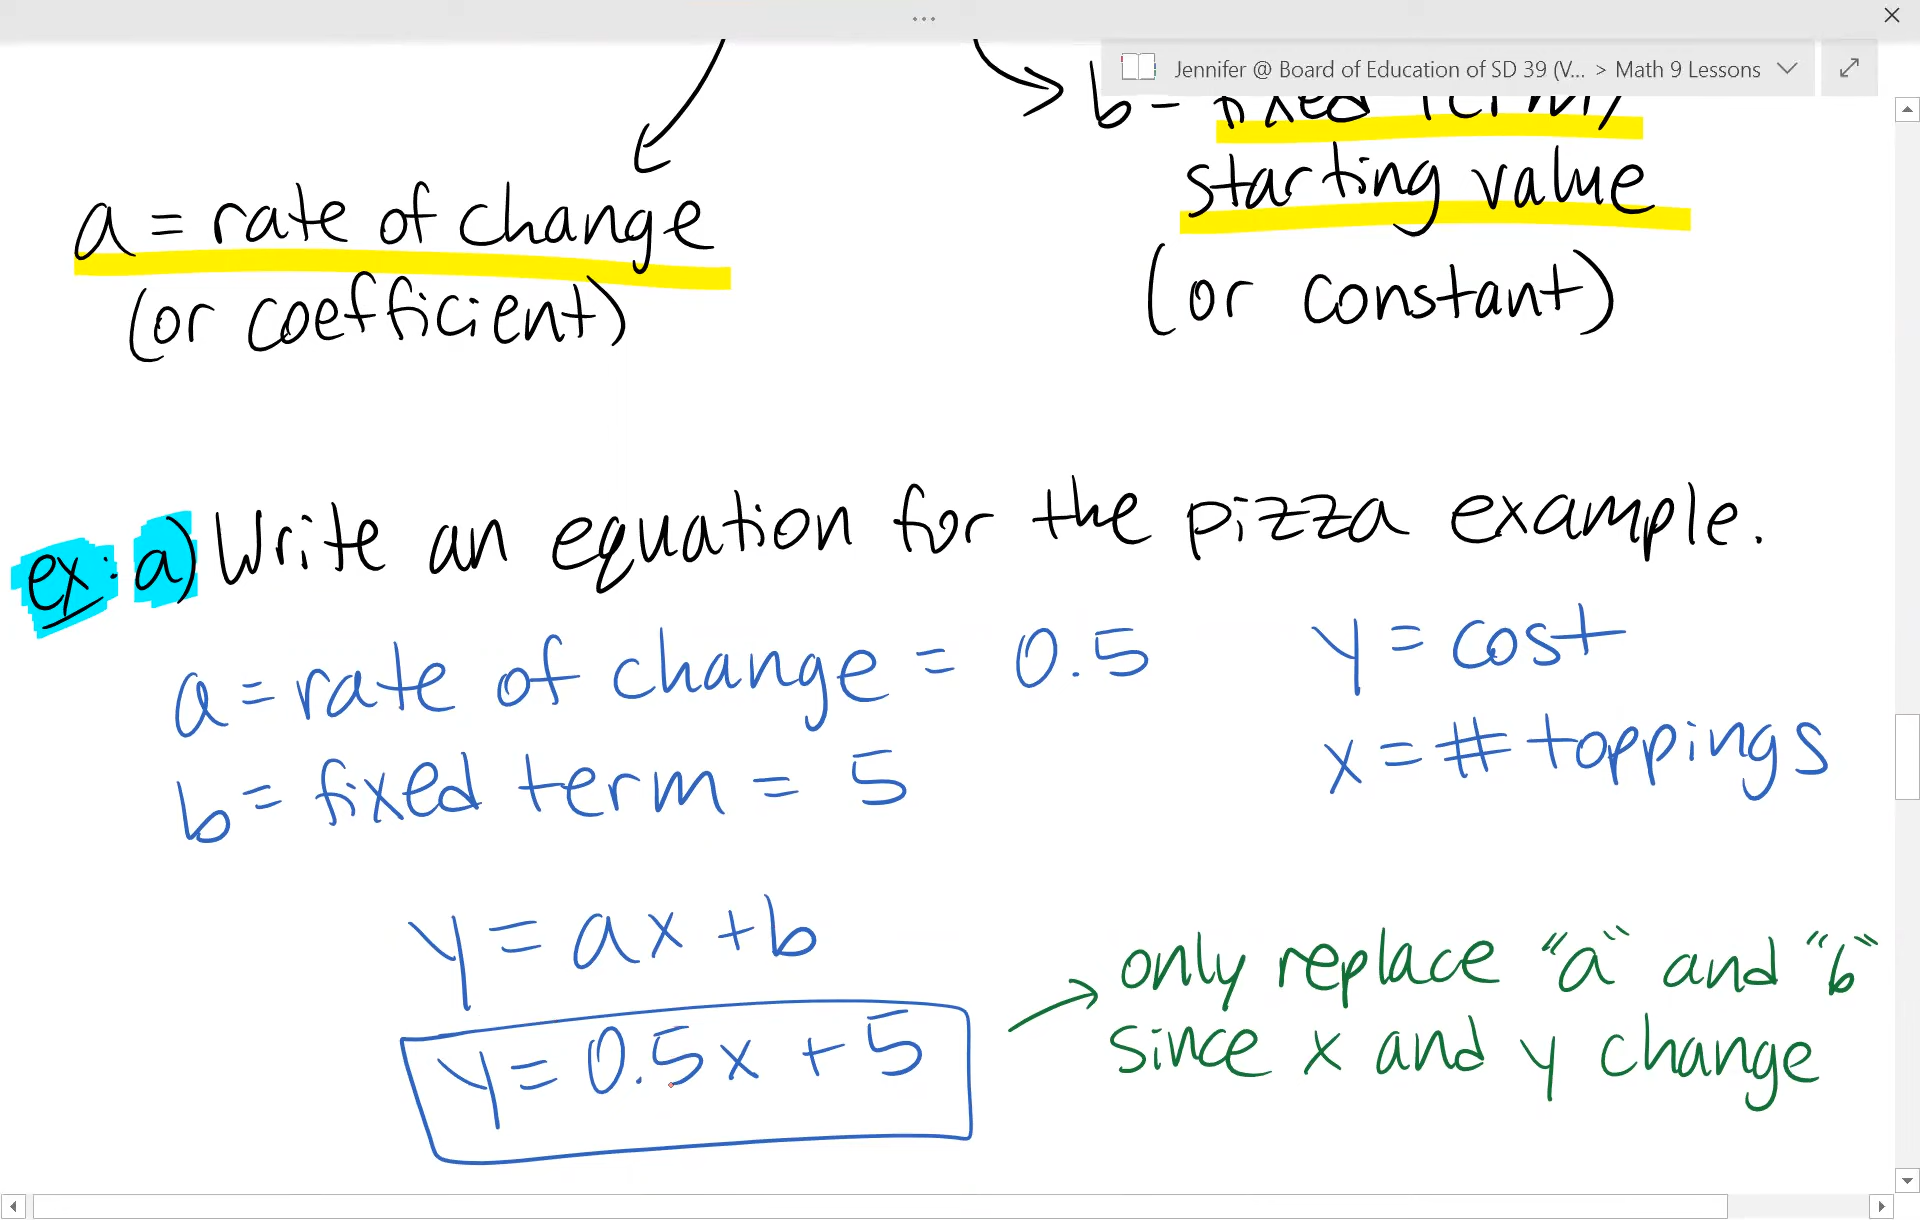 ...
Jennifer @ Board of Education of SD 39 (V... > Math 9 Lessons
b = fixed term,
starting value
(or constant)
a = rate of change
(or coefficient)
ex: a) Write an equation for the pizza example.
a = rate of change = 0.5
b = fixed term = 5
y = cost
x = # toppings
y = ax + b
y = 0.5x + 5
only replace "a" and "b"
since x and y change